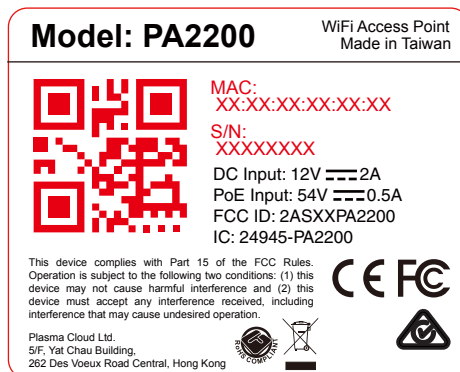 Model: PA2200
WiFi Access Point
Made in Taiwan
MAC:
XX:XX:XX:XX:XX:XX
S/N:
XXXXXXXX
DC Input: 12V 2A
PoE Input: 54V 0.5A
FCC ID: 2ASXXPA2200
IC: 24945-PA2200
This device complies with Part 15 of the FCC Rules.
Operation is subject to the following two conditions: (1) this
device may not cause harmful interference and (2) this
device must accept any interference received, including
interference that may cause undesired operation.
CE FC
Plasma Cloud Ltd.
5/F, Yat Chau Building,
262 Des Voeux Road Central, Hong Kong
RoHS COMPLIANT